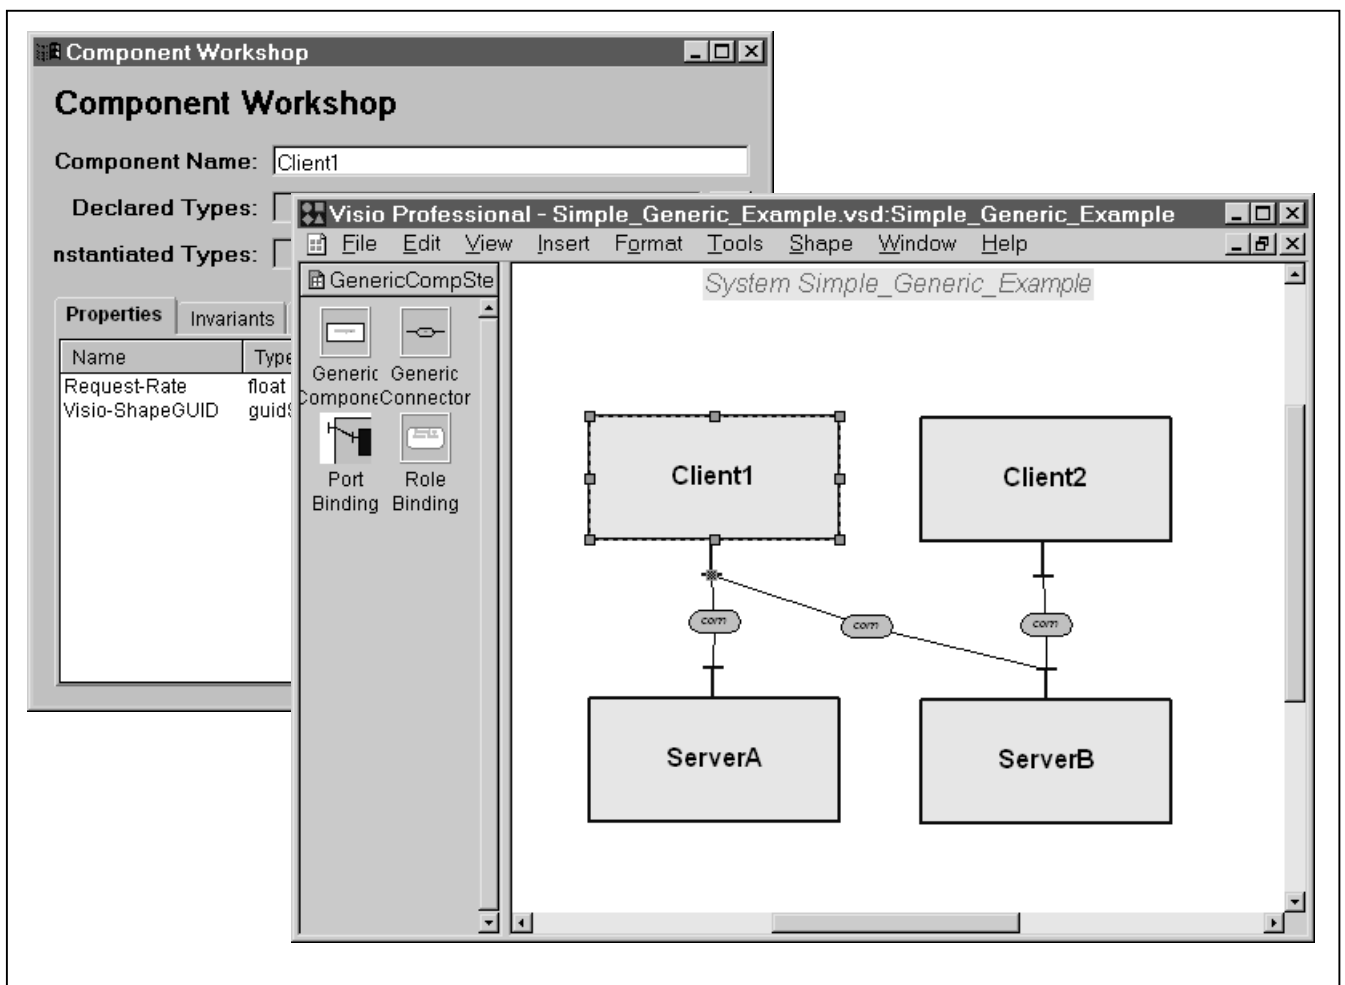 Component Workshop
Component Workshop
Component Name: Client1
Declared Types:
nstantiated Types:
Properties Invariants
Name Type
Request-Rate float
Visio-ShapeGUID guidS
Visio Professional - Simple_Generic_Example.vsd:Simple_Generic_Example
File Edit View Insert Format Tools Shape Window Help
GenericCompSte
Generic Generic
Compone Connector
Port Role
Binding Binding
System Simple_Generic_Example
Client1 Client2
com com com
ServerA ServerB